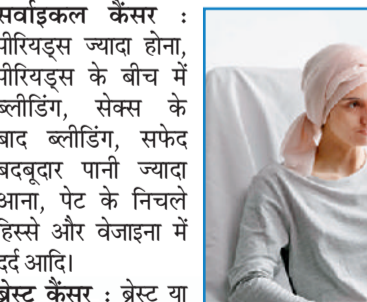 सर्वाइकल कैंसर :
पीरियड्स ज्यादा होना,
पीरियड्स के बीच में
ब्लीडिंग, सेक्स के
बाद ब्लीडिंग, सफेद
बदबूदार पानी ज्यादा
आना, पेट के निचले
हिस्से और वेजाइना में
दर्द आदि।
ब्रेस्ट कैंसर : ब्रेस्ट या